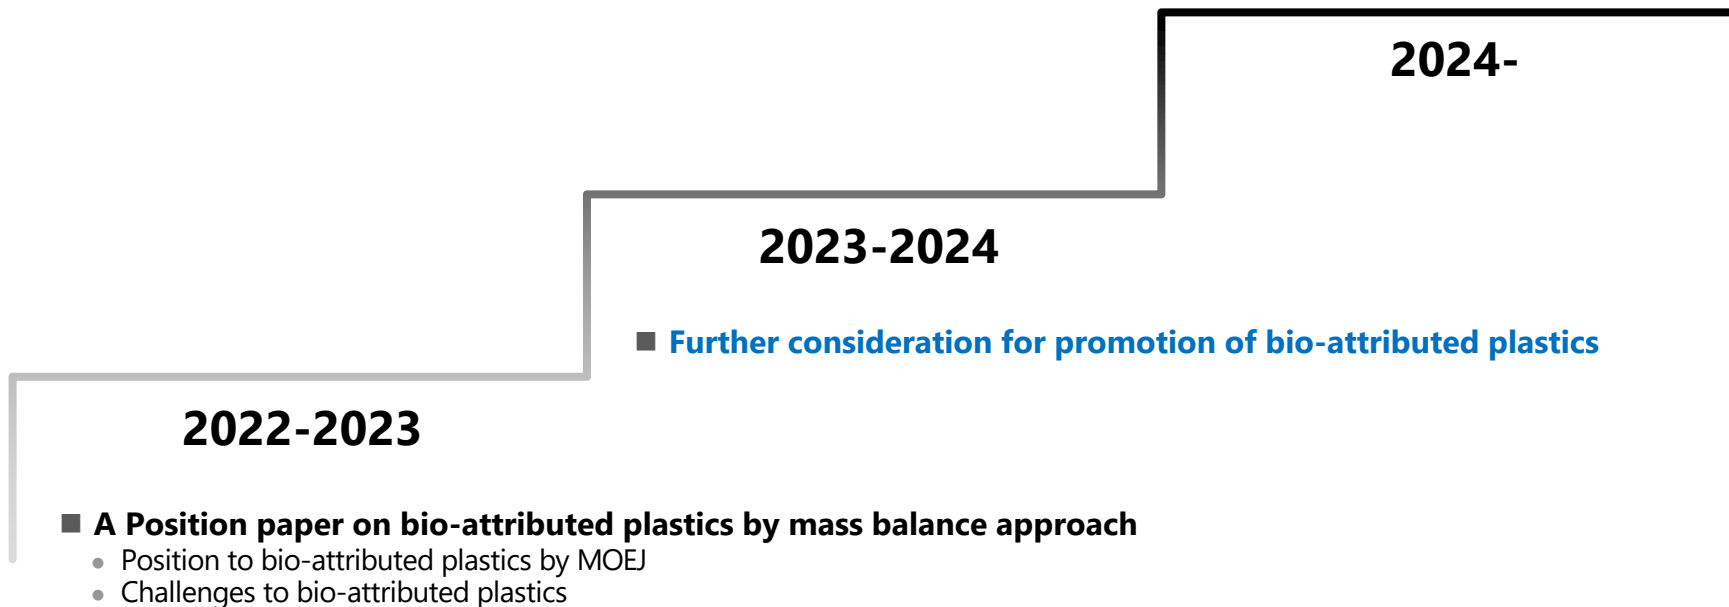 2024-
2023-2024
■ Further consideration for promotion of bio-attributed plastics
2022-2023
■ A Position paper on bio-attributed plastics by mass balance approach
● Position to bio-attributed plastics by MOEJ
● Challenges to bio-attributed plastics